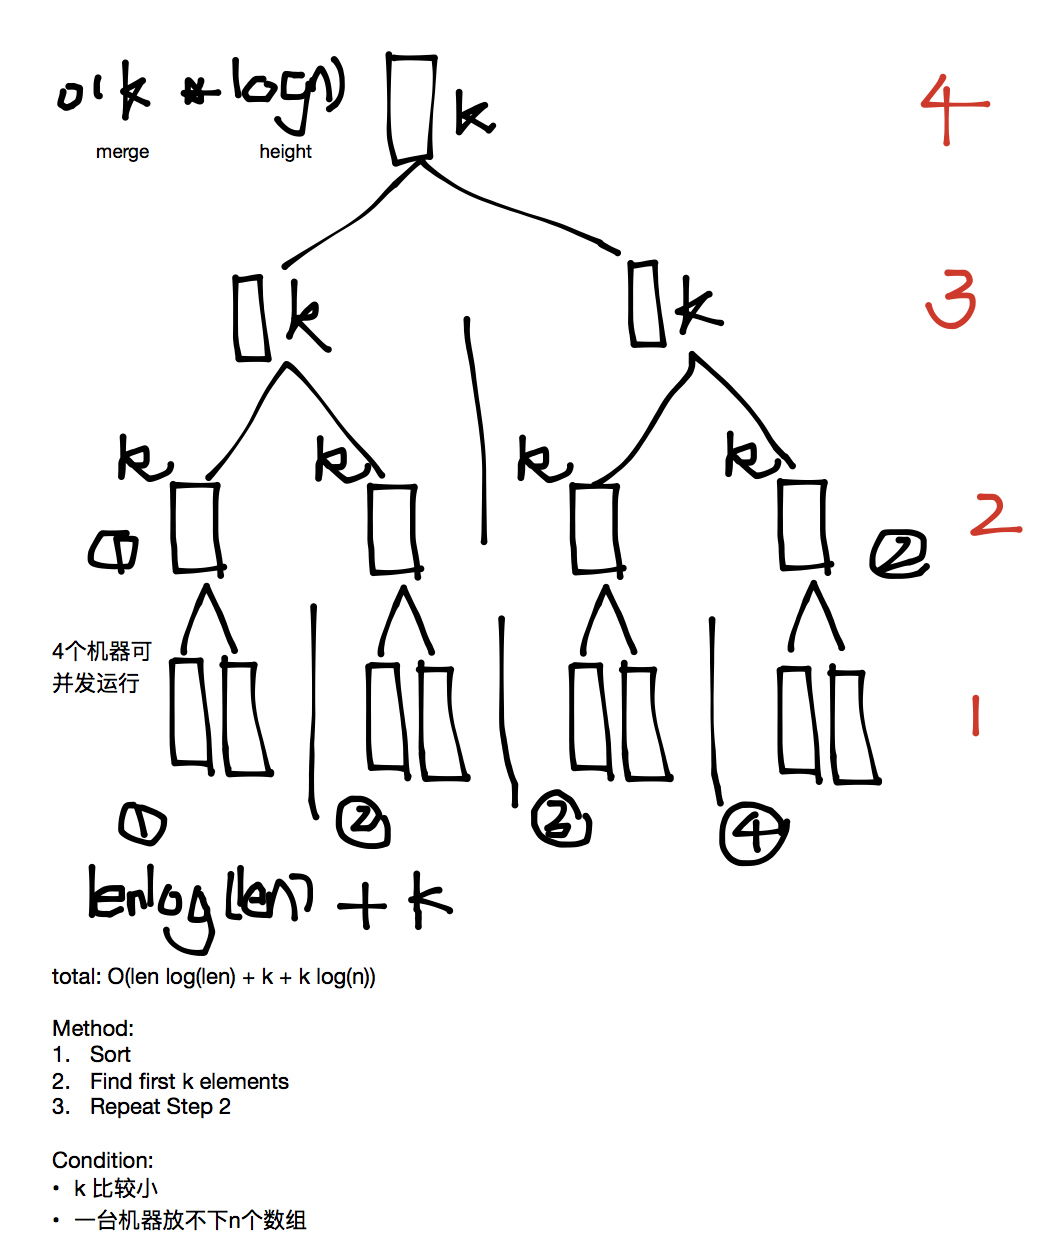 o(k * logn)
k
4
merge
height
k
k
3
k
k
k
k
2
①
②
4个机器可
并发运行
1
①
②
③
④
lenlog(len) + k
total: O(len log(len) + k + k log(n))
Method:
1. Sort
2. Find first k elements
3. Repeat Step 2
Condition:
• k 比较小
• 一台机器放不下n个数组